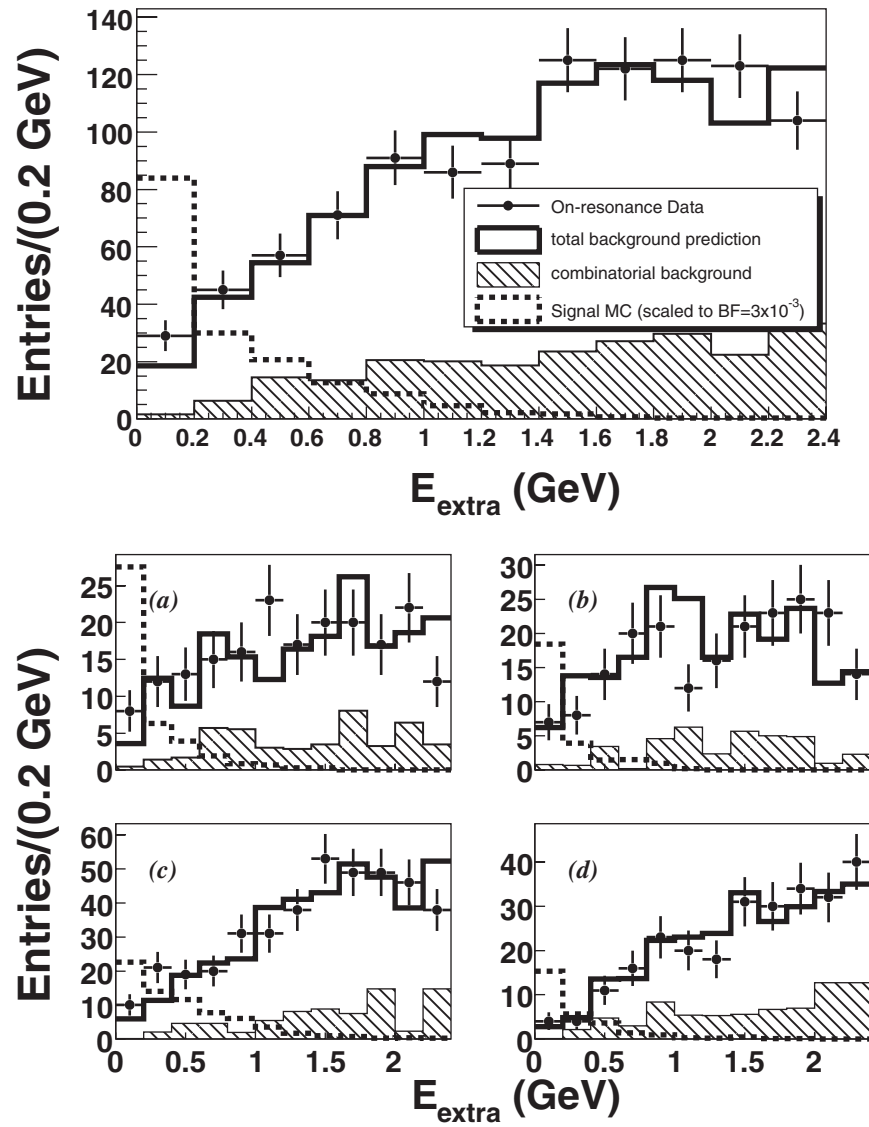 140
120
100
80
60
40
20
0
Entries/(0.2 GeV)
On-resonance Data
total background prediction
combinatorial background
Signal MC (scaled to BF=3x10⁻³)
0 0.2 0.4 0.6 0.8 1 1.2 1.4 1.6 1.8 2 2.2 2.4
E_extra (GeV)
25
20
15
10
5
0
(a)
30
25
20
15
10
5
0
(b)
Entries/(0.2 GeV)
60
50
40
30
20
10
0
(c)
0 0.5 1 1.5 2
40
30
20
10
0
(d)
0 0.5 1 1.5 2
E_extra (GeV)